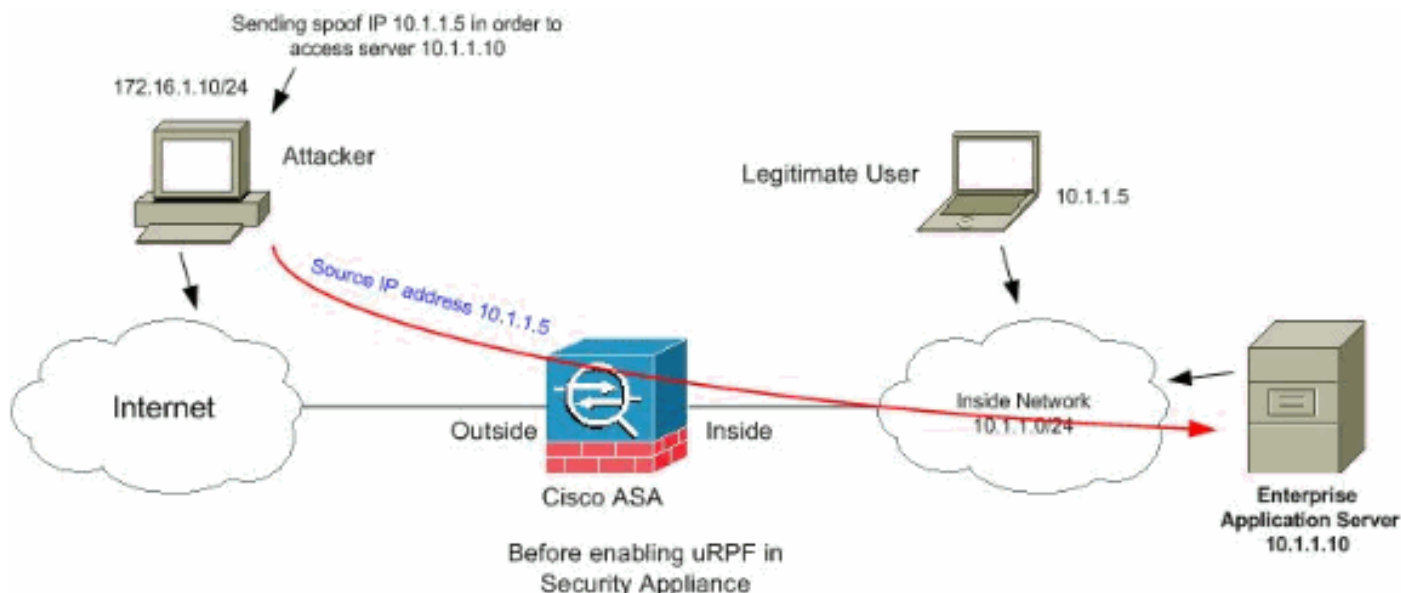 Sending spoof IP 10.1.1.5 in order to
access server 10.1.1.10
172.16.1.10/24
Attacker
Legitimate User
10.1.1.5
Source IP address 10.1.1.5
Internet
Outside
Inside
Cisco ASA
Inside Network
10.1.1.0/24
Enterprise
Application Server
10.1.1.10
Before enabling uRPF in
Security Appliance